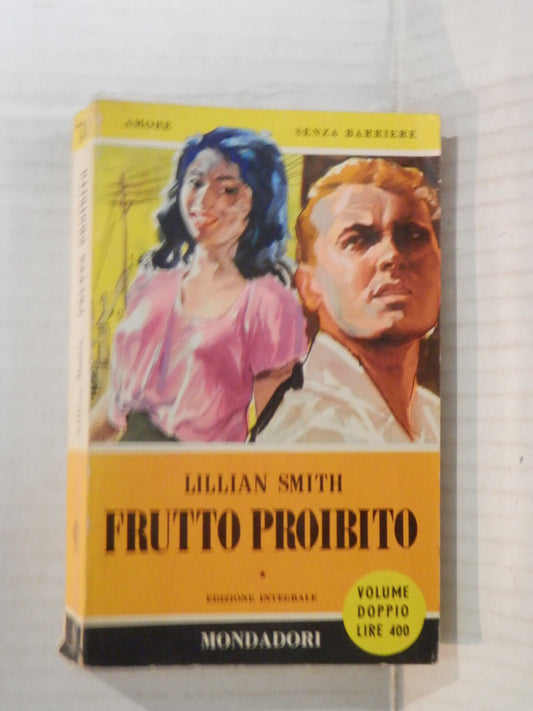 AMORE SENZA BARRIERE
LILLIAN SMITH
FRUTTO PROIBITO
*
EDIZIONE INTEGRALE
VOLUME
DOPPIO
LIRE 400
MONDADORI